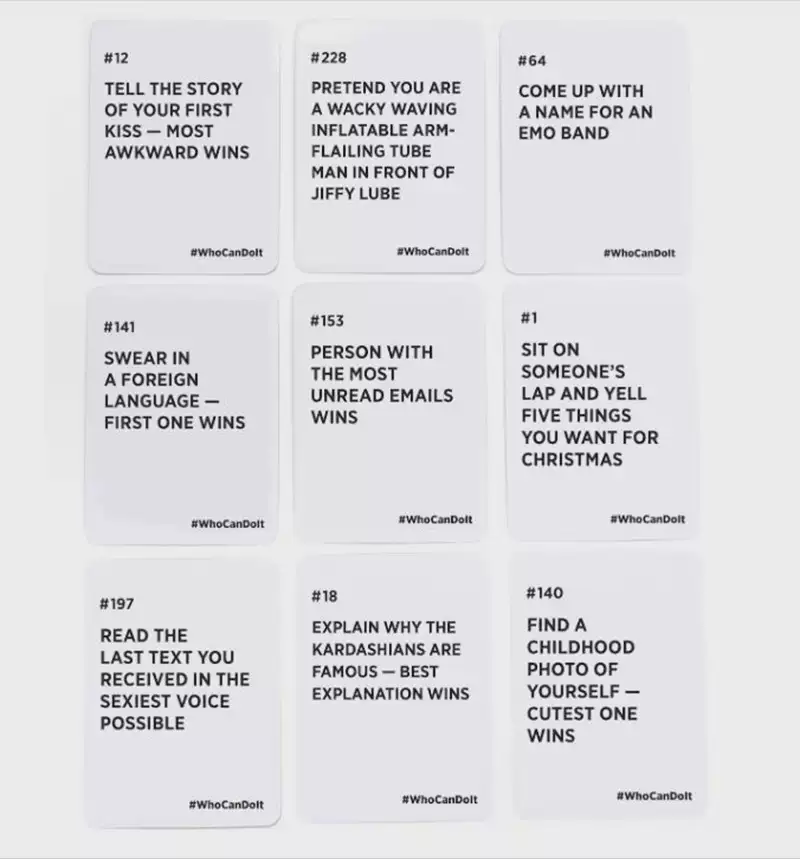 #12
TELL THE STORY
OF YOUR FIRST
KISS — MOST
AWKWARD WINS
#WhoCanDoIt
#228
PRETEND YOU ARE
A WACKY WAVING
INFLATABLE ARM-
FLAILING TUBE
MAN IN FRONT OF
JIFFY LUBE
#WhoCanDoIt
#64
COME UP WITH
A NAME FOR AN
EMO BAND
#WhoCanDoIt
#141
SWEAR IN
A FOREIGN
LANGUAGE —
FIRST ONE WINS
#WhoCanDoIt
#153
PERSON WITH
THE MOST
UNREAD EMAILS
WINS
#WhoCanDoIt
#1
SIT ON
SOMEONE'S
LAP AND YELL
FIVE THINGS
YOU WANT FOR
CHRISTMAS
#WhoCanDoIt
#197
READ THE
LAST TEXT YOU
RECEIVED IN THE
SEXIEST VOICE
POSSIBLE
#WhoCanDoIt
#18
EXPLAIN WHY THE
KARDASHIANS ARE
FAMOUS — BEST
EXPLANATION WINS
#WhoCanDoIt
#140
FIND A
CHILDHOOD
PHOTO OF
YOURSELF —
CUTEST ONE
WINS
#WhoCanDoIt